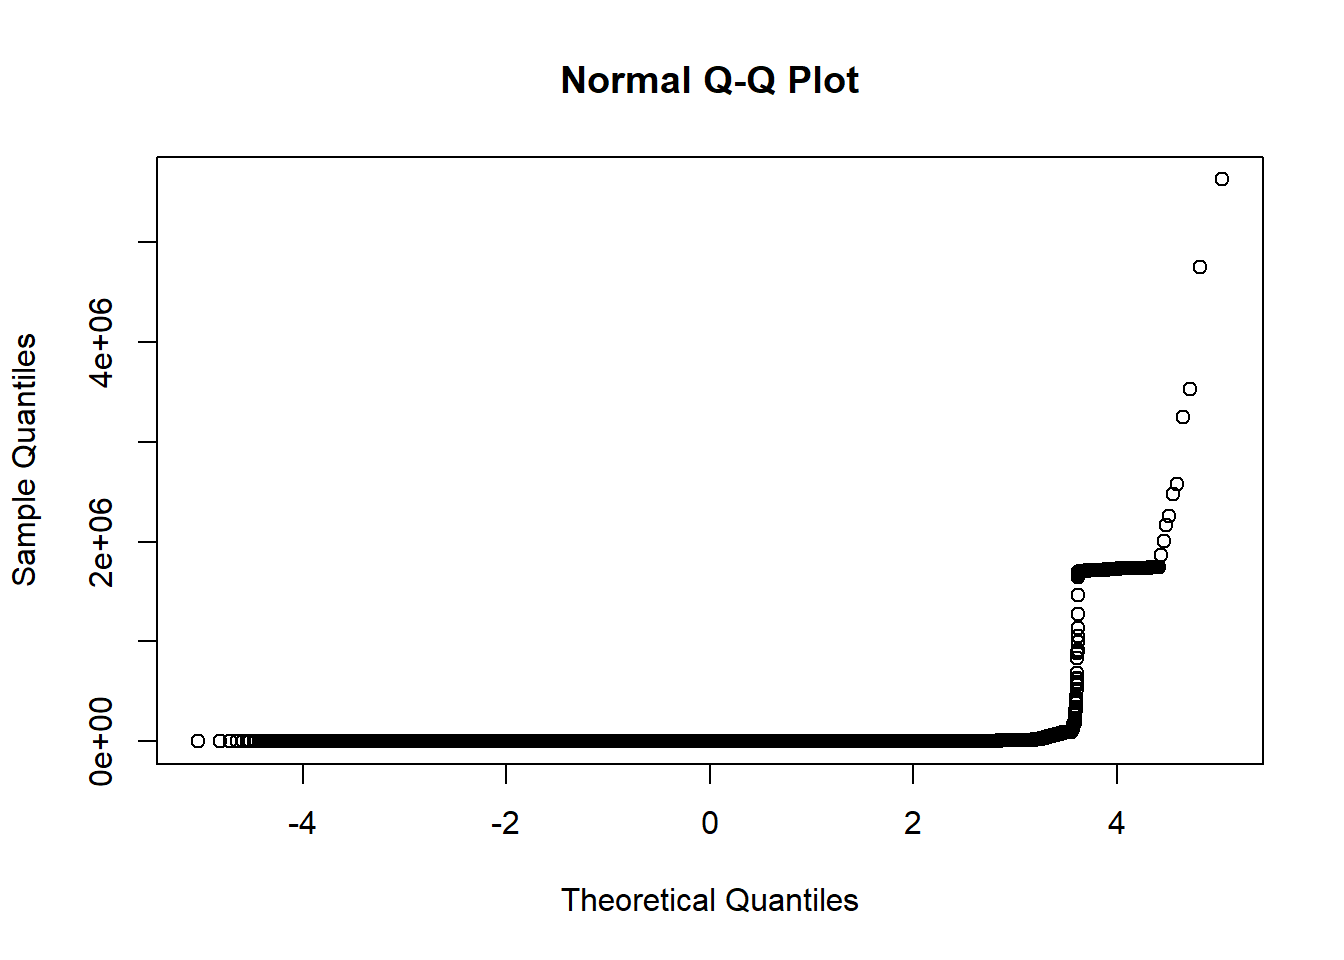 Normal Q-Q Plot
Sample Quantiles
4e+06
2e+06
0e+00
-4
-2
0
2
4
Theoretical Quantiles